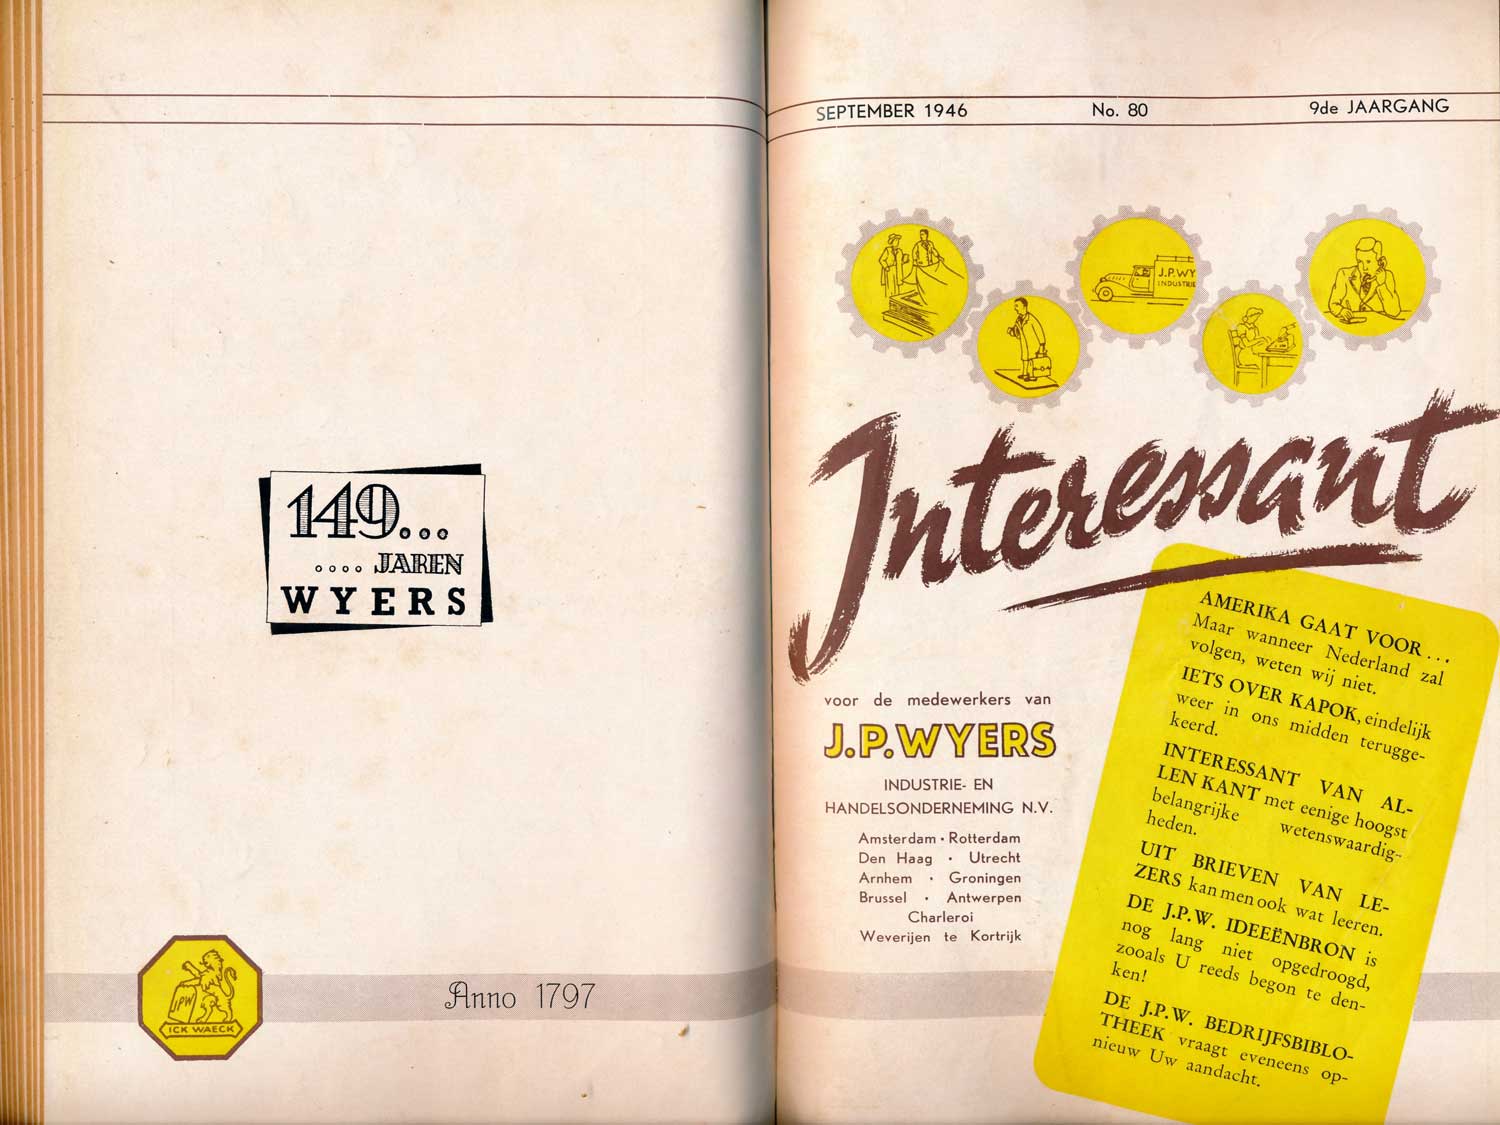 149...
.... JAREN
WYERS
JPW
ICK WAECK
Anno 1797
SEPTEMBER 1946 No. 80 9de JAARGANG
J.P.WY
INDUSTRIE
Interessant
voor de medewerkers van
J.P.WYERS
INDUSTRIE- EN
HANDELSONDERNEMING N.V.
Amsterdam · Rotterdam
Den Haag · Utrecht
Arnhem · Groningen
Brussel · Antwerpen
Charleroi
Weverijen te Kortrijk
AMERIKA GAAT VOOR...
Maar wanneer Nederland zal
volgen, weten wij niet.
IETS OVER KAPOK, eindelijk
weer in ons midden terugge-
keerd.
INTERESSANT VAN AL-
LEN KANT met eenige hoogst
belangrijke wetenswaardig-
heden.
UIT BRIEVEN VAN LE-
ZERS kan men ook wat leeren.
DE J.P.W. IDEEËNBRON is
nog lang niet opgedroogd,
zooals U reeds begon te den-
ken!
DE J.P.W. BEDRIJFSBIBLO-
THEEK vraagt eveneens op-
nieuw Uw aandacht.